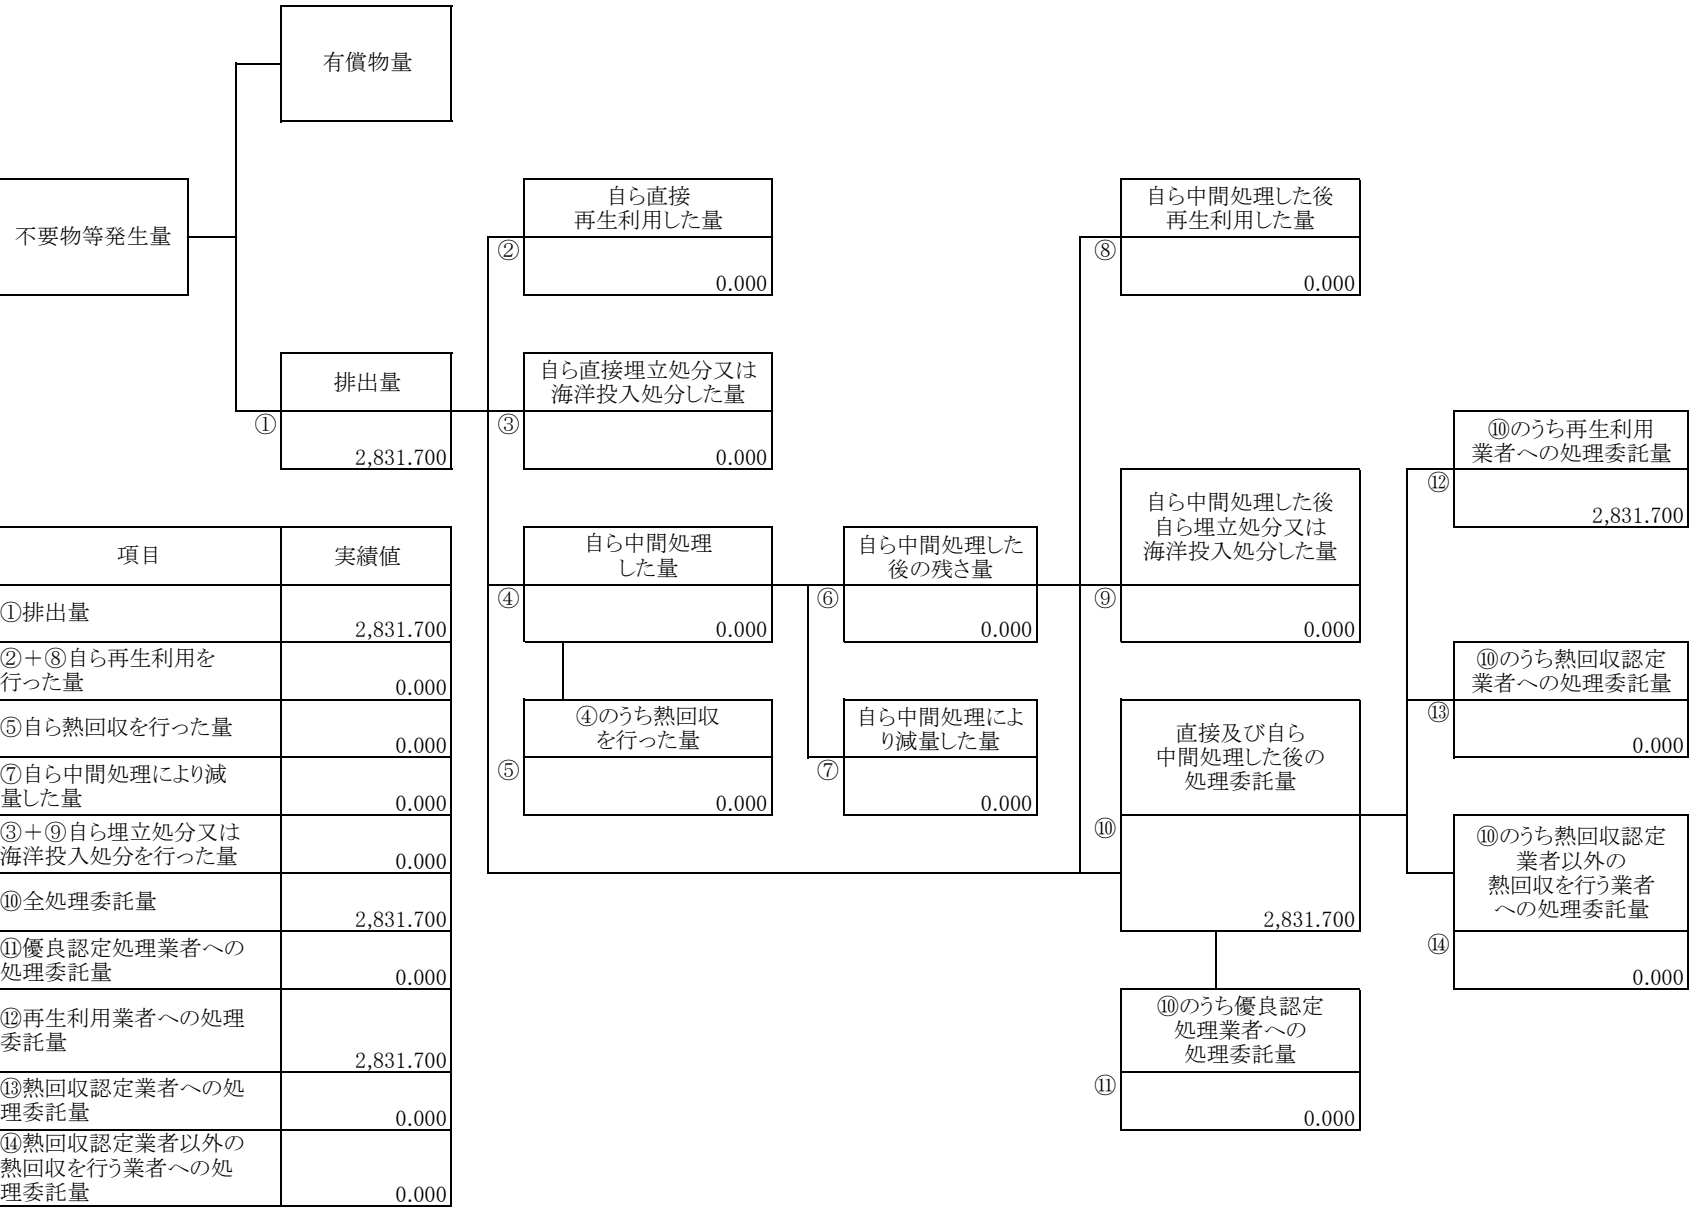 有償物量
不要物等発生量
自ら直接
再生利用した量
②
0.000
自ら中間処理した後
再生利用した量
⑧
0.000
排出量
①
2,831.700
自ら直接埋立処分又は
海洋投入処分した量
③
0.000
自ら中間処理
した量
④
0.000
自ら中間処理した
後の残さ量
⑥
0.000
自ら中間処理した後
自ら埋立処分又は
海洋投入処分した量
⑨
0.000
⑩のうち再生利用
業者への処理委託量
⑫
2,831.700
④のうち熱回収
を行った量
⑤
0.000
自ら中間処理によ
り減量した量
⑦
0.000
直接及び自ら
中間処理した後の
処理委託量
⑩
2,831.700
⑩のうち熱回収認定
業者への処理委託量
⑬
0.000
⑩のうち熱回収認定
業者以外の
熱回収を行う業者
への処理委託量
⑭
0.000
⑩のうち優良認定
処理業者への
処理委託量
⑪
0.000
項目 実績値
①排出量
2,831.700
②＋⑧自ら再生利用を
行った量
0.000
⑤自ら熱回収を行った量
0.000
⑦自ら中間処理により減
量した量
0.000
③＋⑨自ら埋立処分又は
海洋投入処分を行った量
0.000
⑩全処理委託量
2,831.700
⑪優良認定処理業者への
処理委託量
0.000
⑫再生利用業者への処理
委託量
2,831.700
⑬熱回収認定業者への処
理委託量
0.000
⑭熱回収認定業者以外の
熱回収を行う業者への処
理委託量
0.000